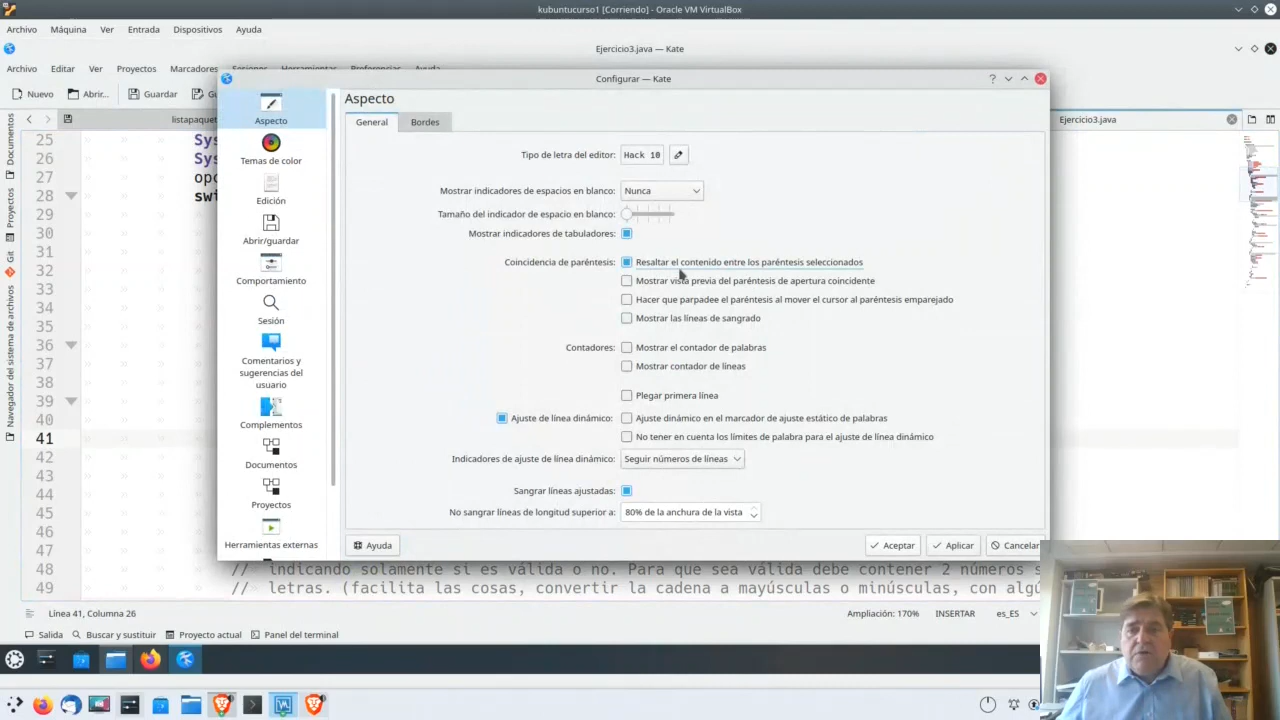 kubuntucurso1 [Corriendo] - Oracle VM VirtualBox
Archivo Máquina Ver Entrada Dispositivos Ayuda
Ejercicio3.java — Kate
Archivo Editar Ver Proyectos Marcadores Sesiones Herramientas Preferencias Ayuda
Configurar — Kate
Nuevo Abrir... Guardar
Aspecto
General Bordes
listapaquet
Ejercicio3.java
Documentos
Proyectos
Git
Navegador del sistema de archivos
25 Sys
26 Sys
27 opc
28 swi
29
30
31
32
33
34
35
36
37
38
39
40
41
42
43
44
45
46
47
48 // indicando solamente si es válida o no. Para que sea válida debe contener 2 números s
49 // letras. (facilita las cosas, convertir la cadena a mayúsculas o minúsculas, con algú
Aspecto
Temas de color
Edición
Abrir/guardar
Comportamiento
Sesión
Comentarios y
sugerencias del
usuario
Complementos
Documentos
Proyectos
Herramientas externas
Tipo de letra del editor: Hack 10
Mostrar indicadores de espacios en blanco: Nunca
Tamaño del indicador de espacio en blanco:
Mostrar indicadores de tabuladores:
Coincidencia de paréntesis: Resaltar el contenido entre los paréntesis seleccionados
Mostrar vista previa del paréntesis de apertura coincidente
Hacer que parpadee el paréntesis al mover el cursor al paréntesis emparejado
Mostrar las líneas de sangrado
Contadores: Mostrar el contador de palabras
Mostrar contador de líneas
Plegar primera línea
Ajuste de línea dinámico: Ajuste dinámico en el marcador de ajuste estático de palabras
No tener en cuenta los límites de palabra para el ajuste de línea dinámico
Indicadores de ajuste de línea dinámico: Seguir números de líneas
Sangrar líneas ajustadas:
No sangrar líneas de longitud superior a: 80% de la anchura de la vista
Ayuda Aceptar Aplicar Cancelar
Línea 41, Columna 26 Ampliación: 170% INSERTAR es_ES
Salida Buscar y sustituir Proyecto actual Panel del terminal